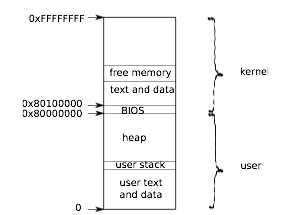 0xFFFFFFFF
free memory
kernel
text and data
0x80100000
BIOS
0x80000000
heap
user stack
user
user text
and data
0